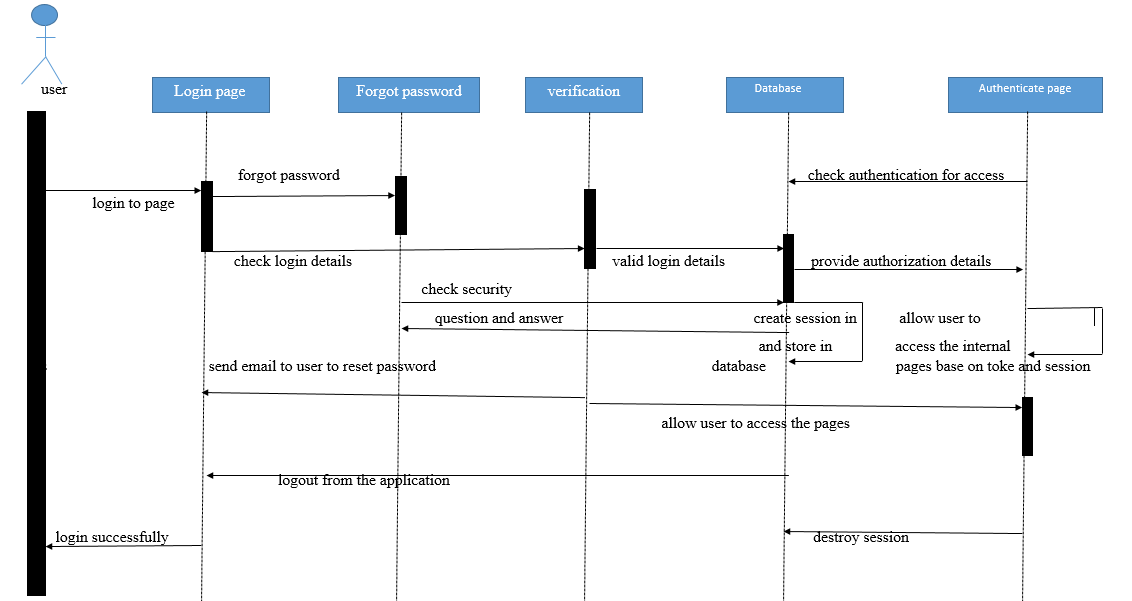 user
Login page
Forgot password
verification
Database
Authenticate page
forgot password
check authentication for access
login to page
check login details
valid login details
provide authorization details
check security
question and answer
create session in
and store in
database
allow user to
access the internal
pages base on toke and session
send email to user to reset password
allow user to access the pages
logout from the application
login successfully
destroy session